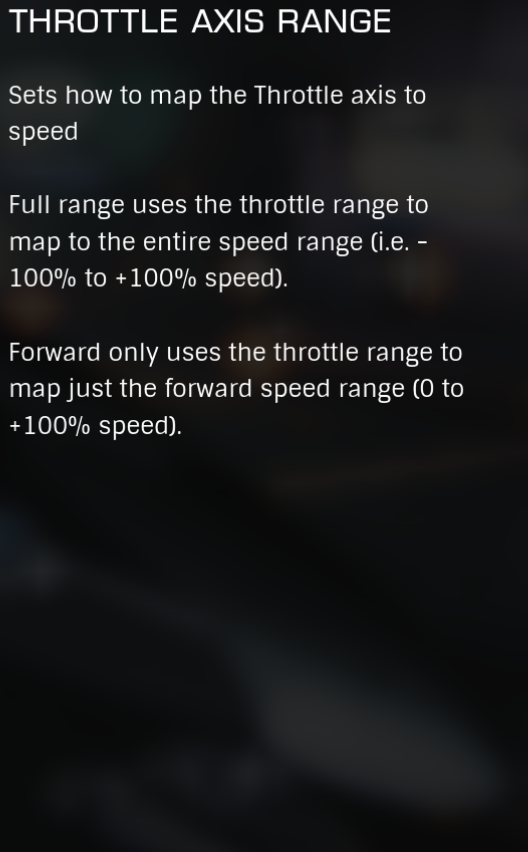 THROTTLE AXIS RANGE
Sets how to map the Throttle axis to
speed
Full range uses the throttle range to
map to the entire speed range (i.e. -
100% to +100% speed).
Forward only uses the throttle range to
map just the forward speed range (0 to
+100% speed).